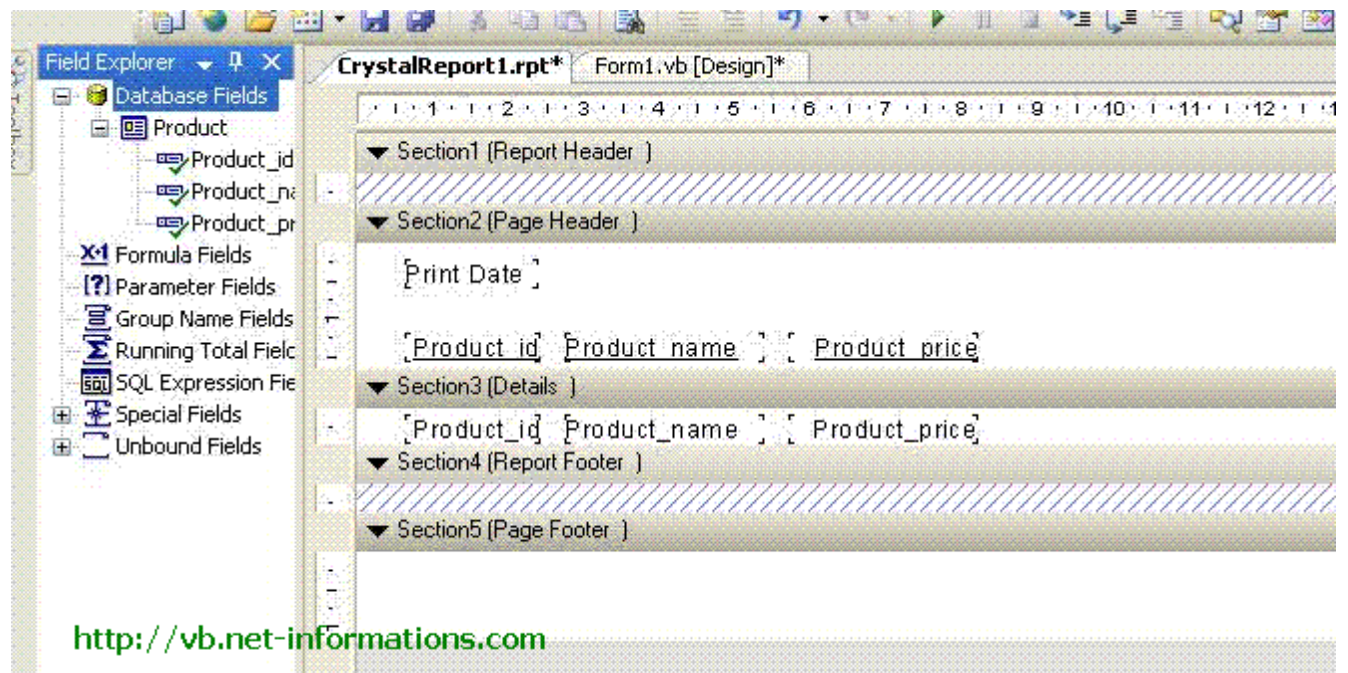 Field Explorer
Database Fields
Product
Product_id
Product_na
Product_pr
Formula Fields
Parameter Fields
Group Name Fields
Running Total Fielc
SQL Expression Fie
Special Fields
Unbound Fields
CrystalReport1.rpt* Form1.vb [Design]*
1 2 3 4 5 6 7 8 9 10 11 12 1
Section1 (Report Header )
Section2 (Page Header )
Print Date
Product_id Product_name Product_price
Section3 (Details )
Product_id Product_name Product_price
Section4 (Report Footer )
Section5 (Page Footer )
http://vb.net-informations.com